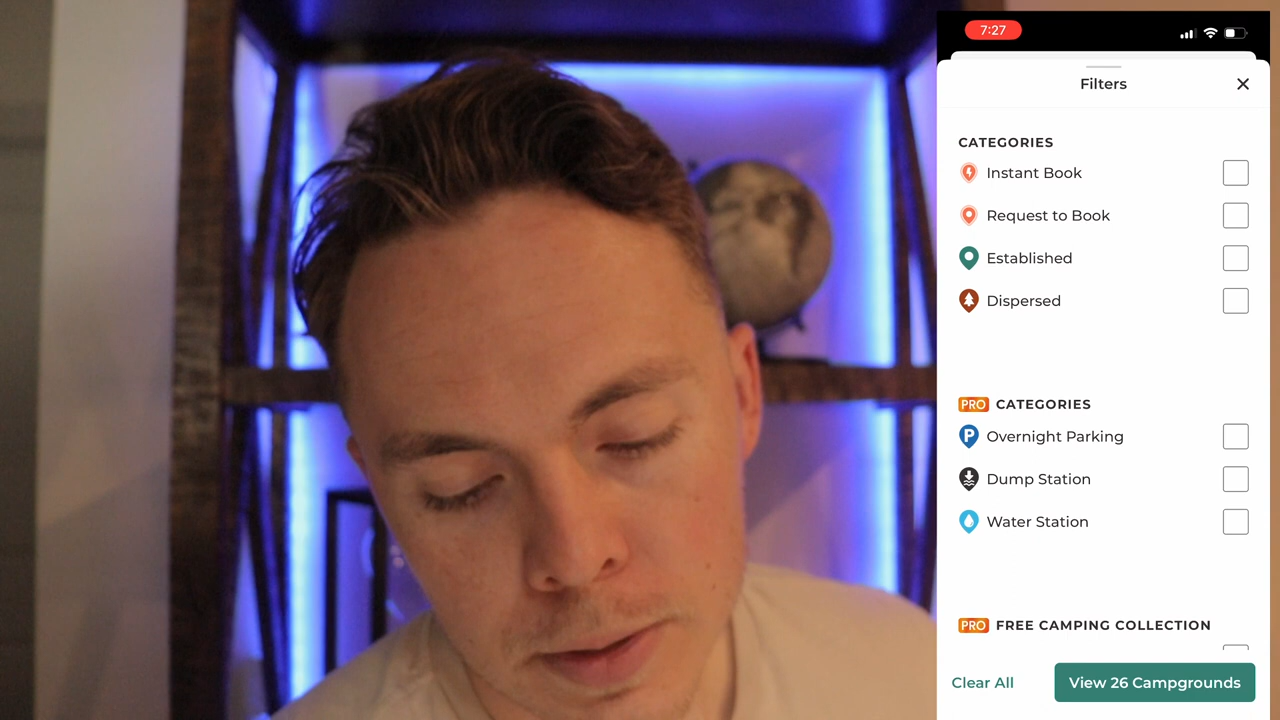 7:27
Filters
CATEGORIES
Instant Book
Request to Book
Established
Dispersed
PRO CATEGORIES
P Overnight Parking
Dump Station
Water Station
PRO FREE CAMPING COLLECTION
Clear All
View 26 Campgrounds